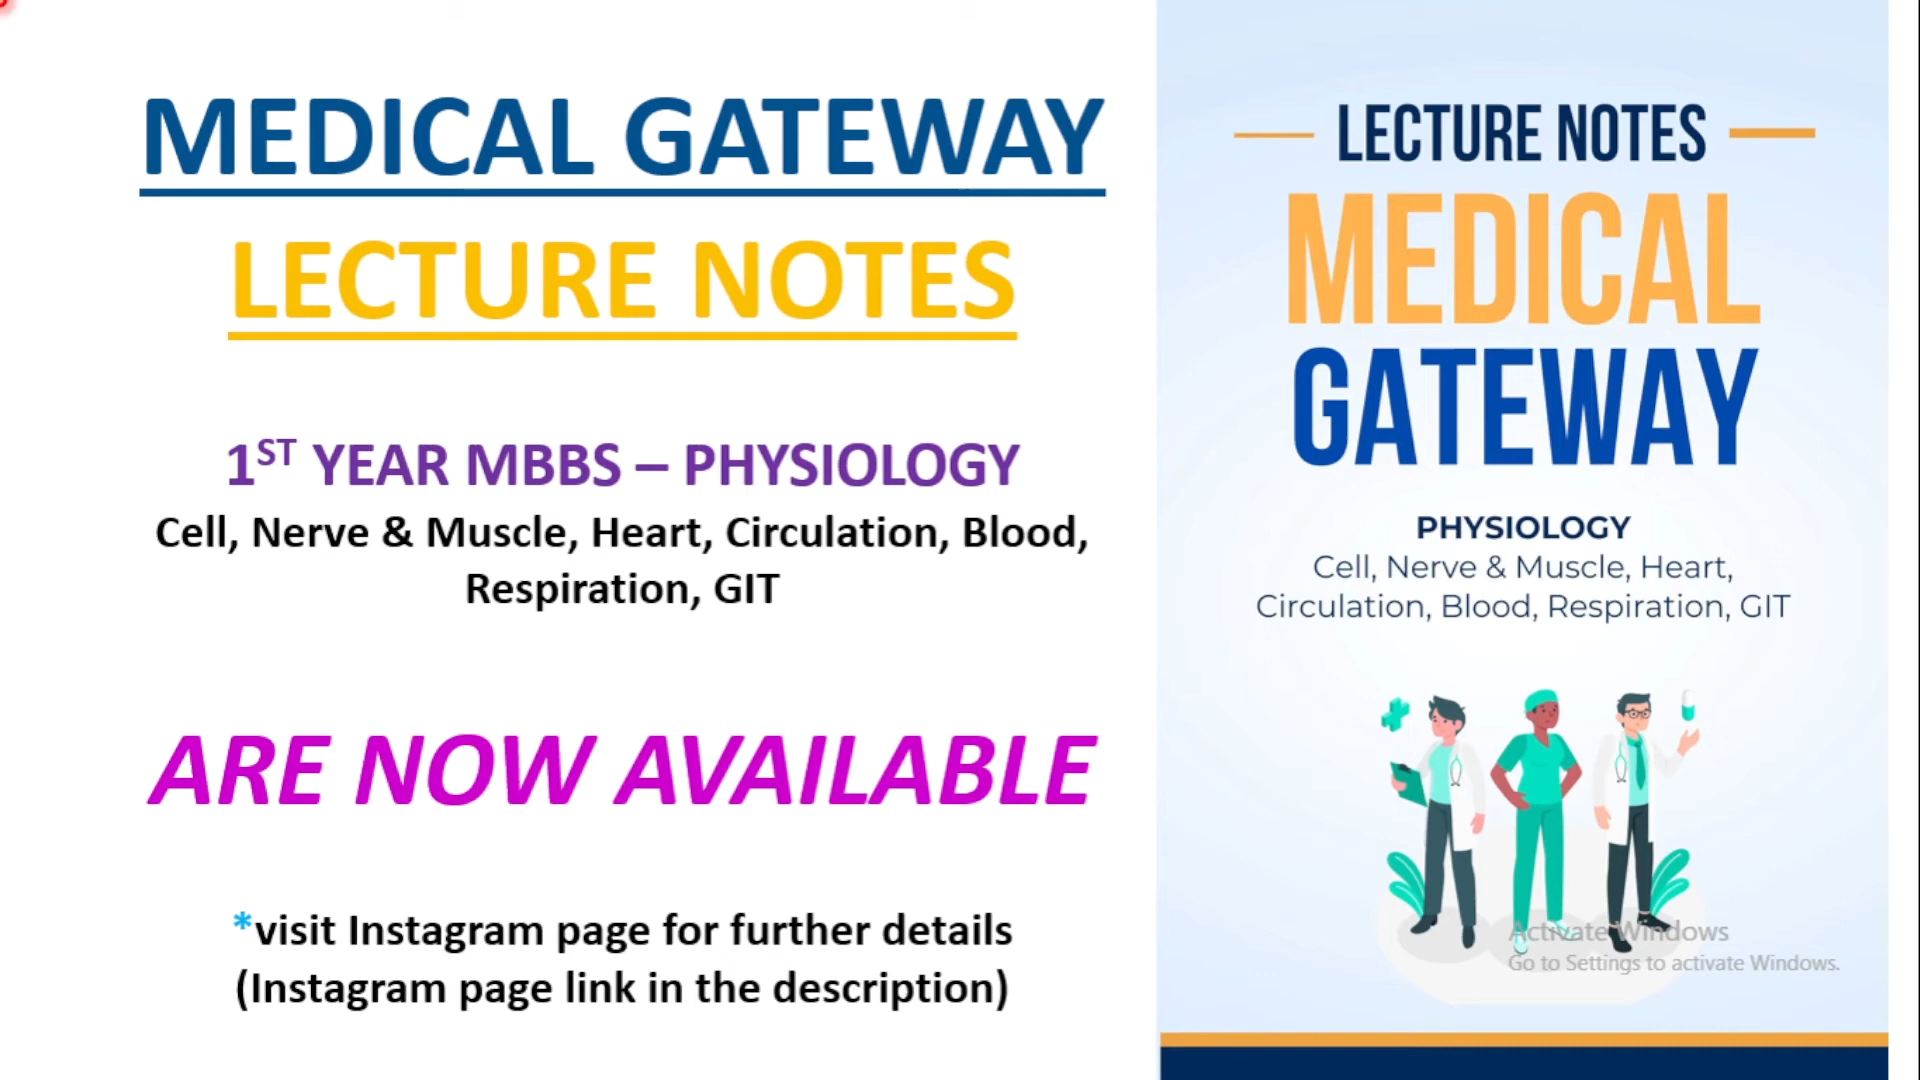 MEDICAL GATEWAY
LECTURE NOTES
1ST YEAR MBBS – PHYSIOLOGY
Cell, Nerve & Muscle, Heart, Circulation, Blood,
Respiration, GIT
ARE NOW AVAILABLE
*visit Instagram page for further details
(Instagram page link in the description)
LECTURE NOTES
MEDICAL
GATEWAY
PHYSIOLOGY
Cell, Nerve & Muscle, Heart,
Circulation, Blood, Respiration, GIT
Activate Windows
Go to Settings to activate Windows.